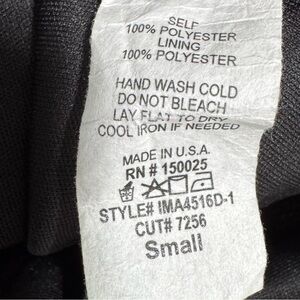 SELF
100% POLYESTER
LINING
100% POLYESTER
HAND WASH COLD
DO NOT BLEACH
LAY FLAT TO DRY
COOL IRON IF NEEDED
MADE IN U.S.A.
RN # 150025
STYLE# IMA4516D-1
CUT# 7256
Small